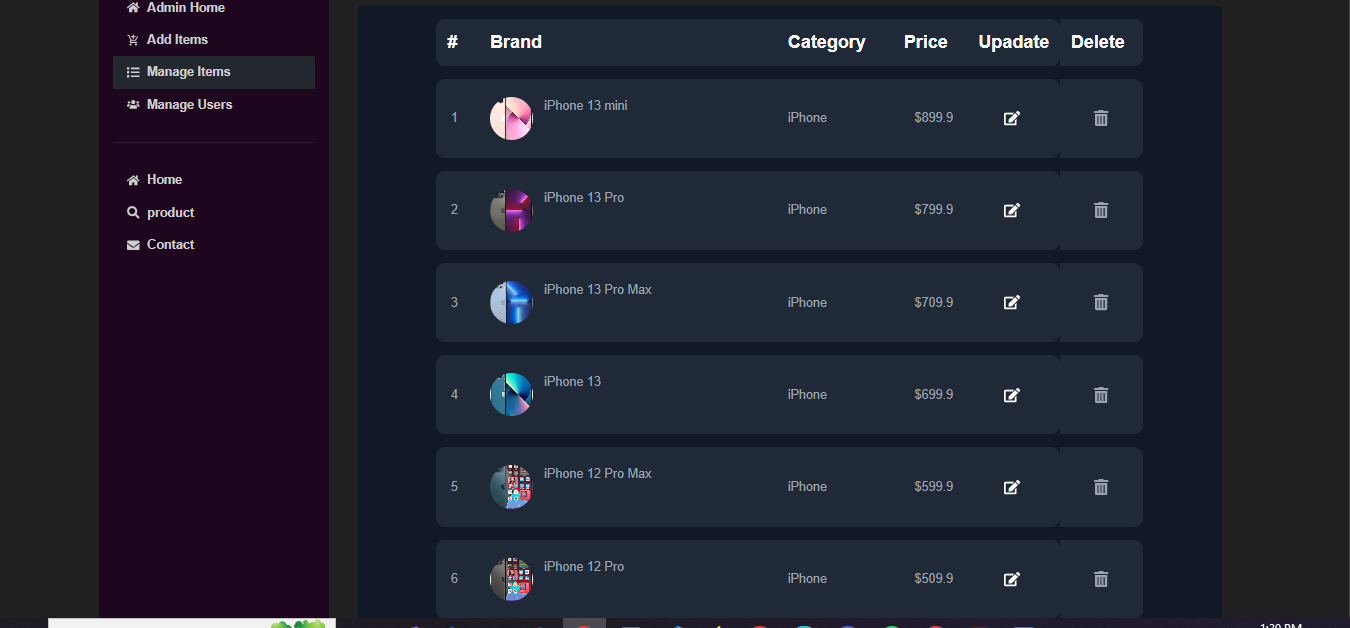 Admin Home
Add Items
Manage Items
Manage Users
Home
product
Contact
# Brand Category Price Upadate Delete
1 iPhone 13 mini iPhone $899.9
2 iPhone 13 Pro iPhone $799.9
3 iPhone 13 Pro Max iPhone $709.9
4 iPhone 13 iPhone $699.9
5 iPhone 12 Pro Max iPhone $599.9
6 iPhone 12 Pro iPhone $509.9